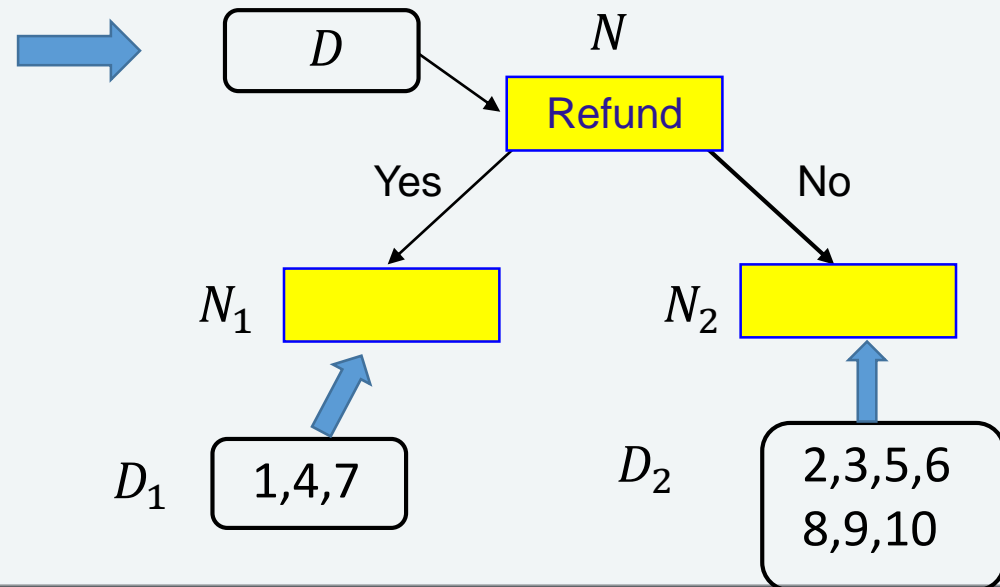 D
N
Refund
Yes
No
N₁
N₂
D₁
1,4,7
D₂
2,3,5,6
8,9,10